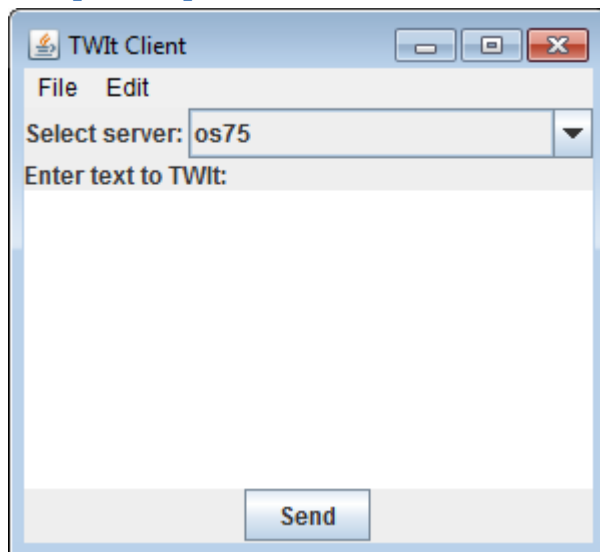 TWIt Client
File Edit
Select server: os75
Enter text to TWIt:
Send